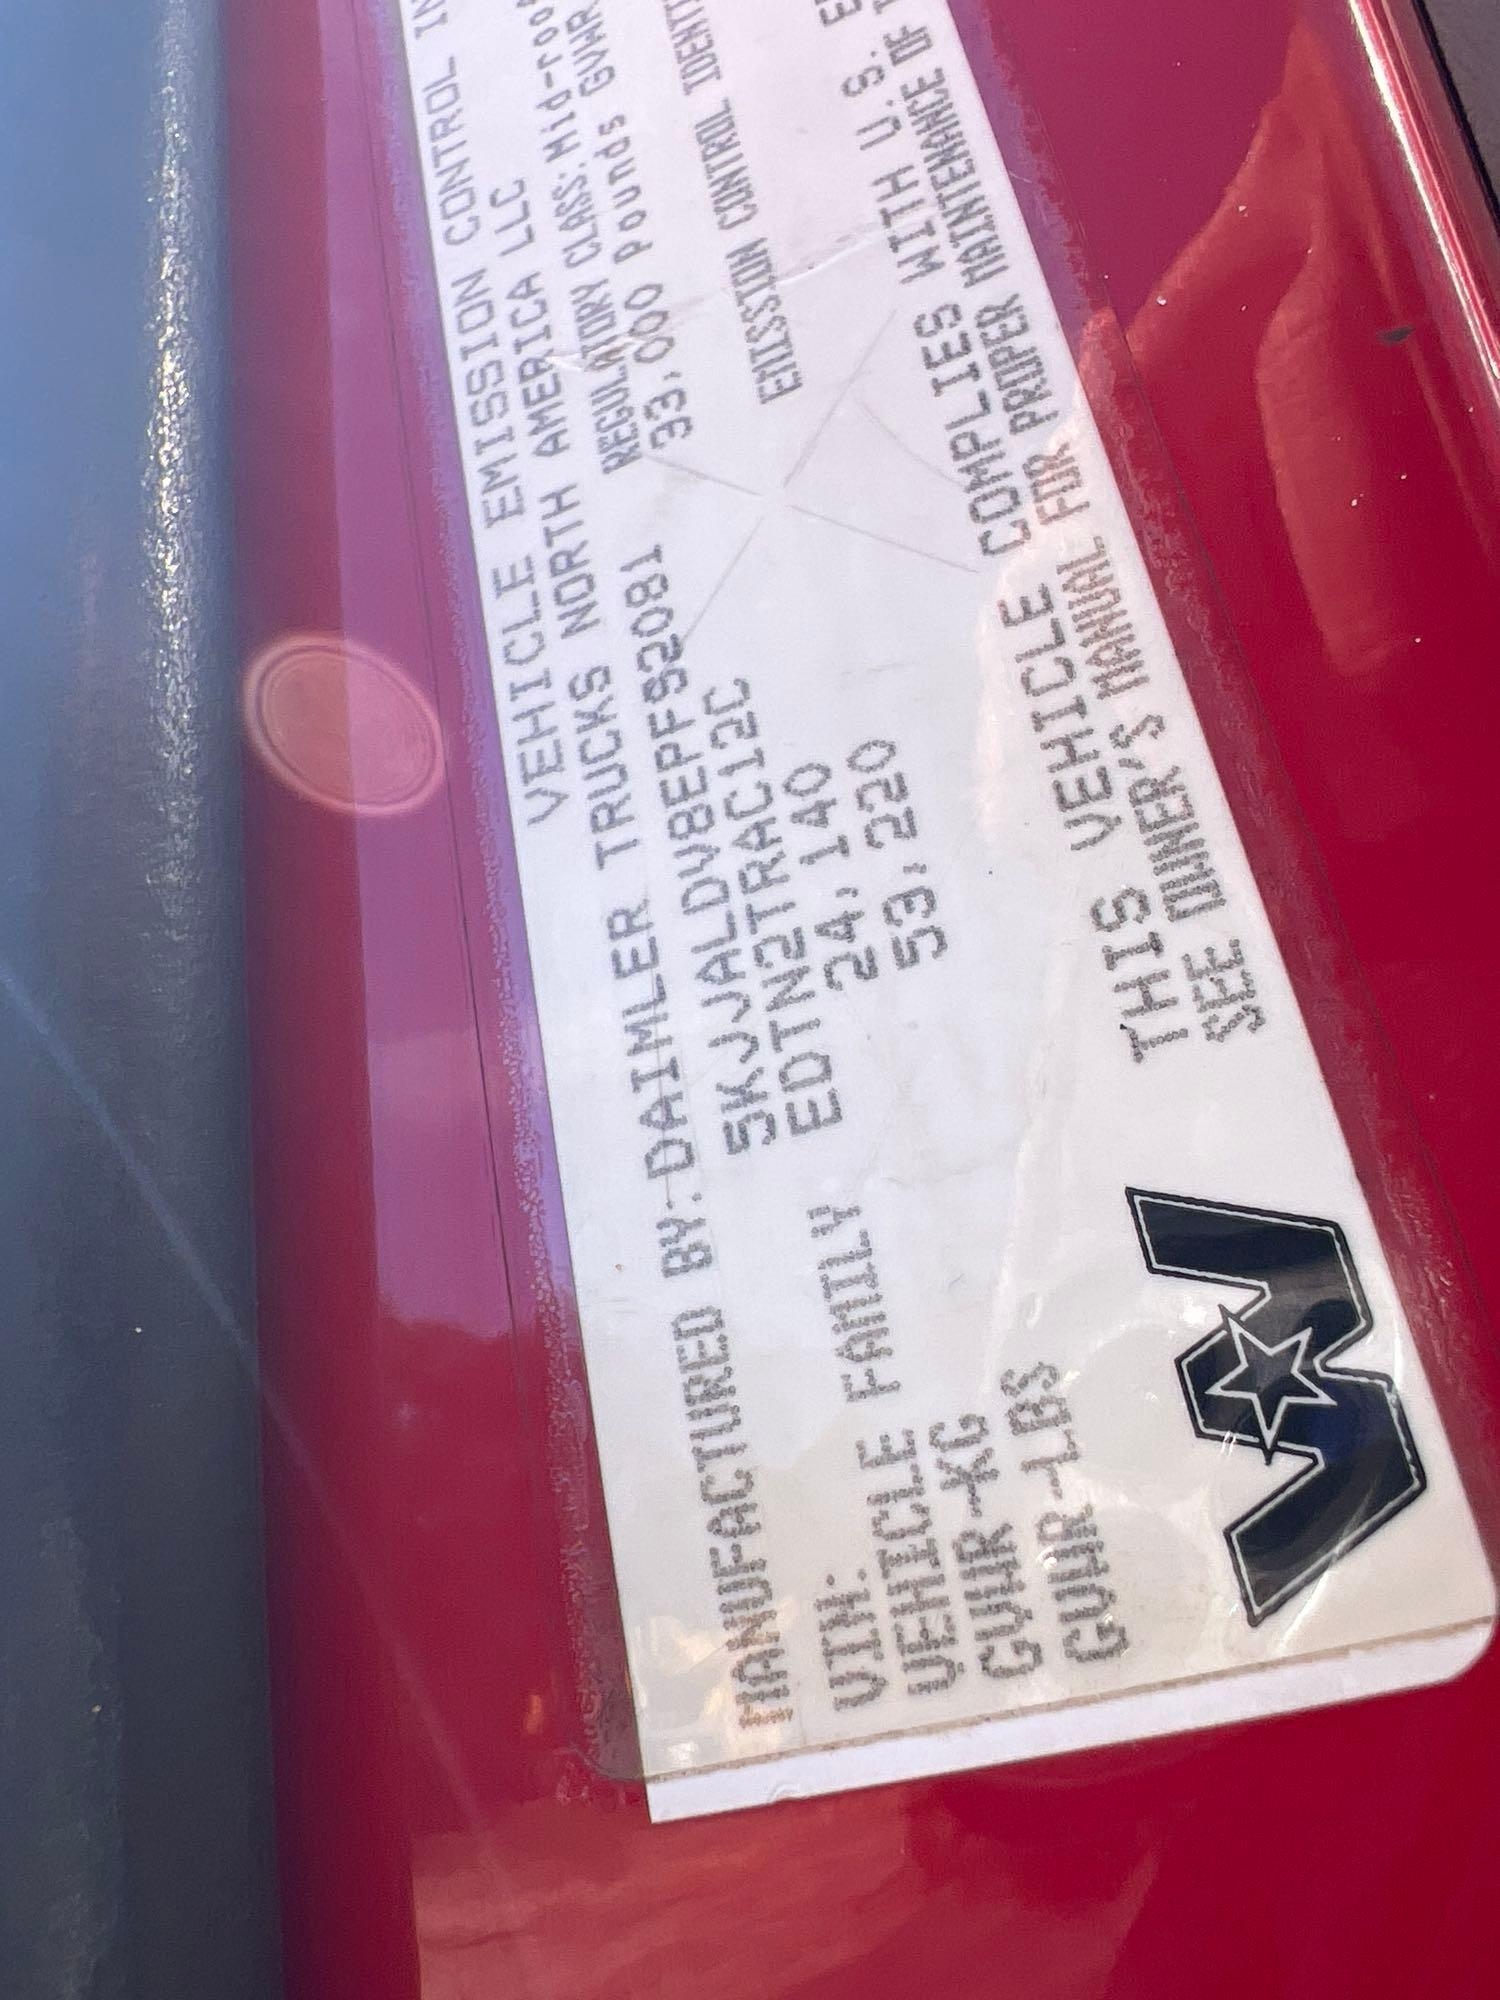 VEHICLE EMISSION CONTROL IN
MANUFACTURED BY: DAIMLER TRUCKS NORTH AMERICA LLC
VIN: 5KJJALDV8EPFS2081 REGULATORY CLASS: Mid-roo
VEHICLE FAMILY EDTN2TRAC12C 33,000 Pounds GVWR
GVWR-KG 24,140
GVWR-LBS 53,220 EMISSION CONTROL IDENTI
THIS VEHICLE COMPLIES WITH U.S. E
SEE OWNER'S MANUAL FOR PROPER MAINTENANCE OF T